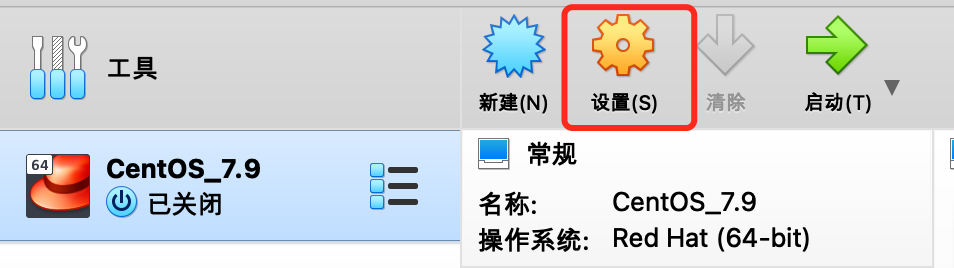 工具
新建(N)
设置(S)
清除
启动(T)
64
CentOS_7.9
已关闭
常规
名称: CentOS_7.9
操作系统: Red Hat (64-bit)